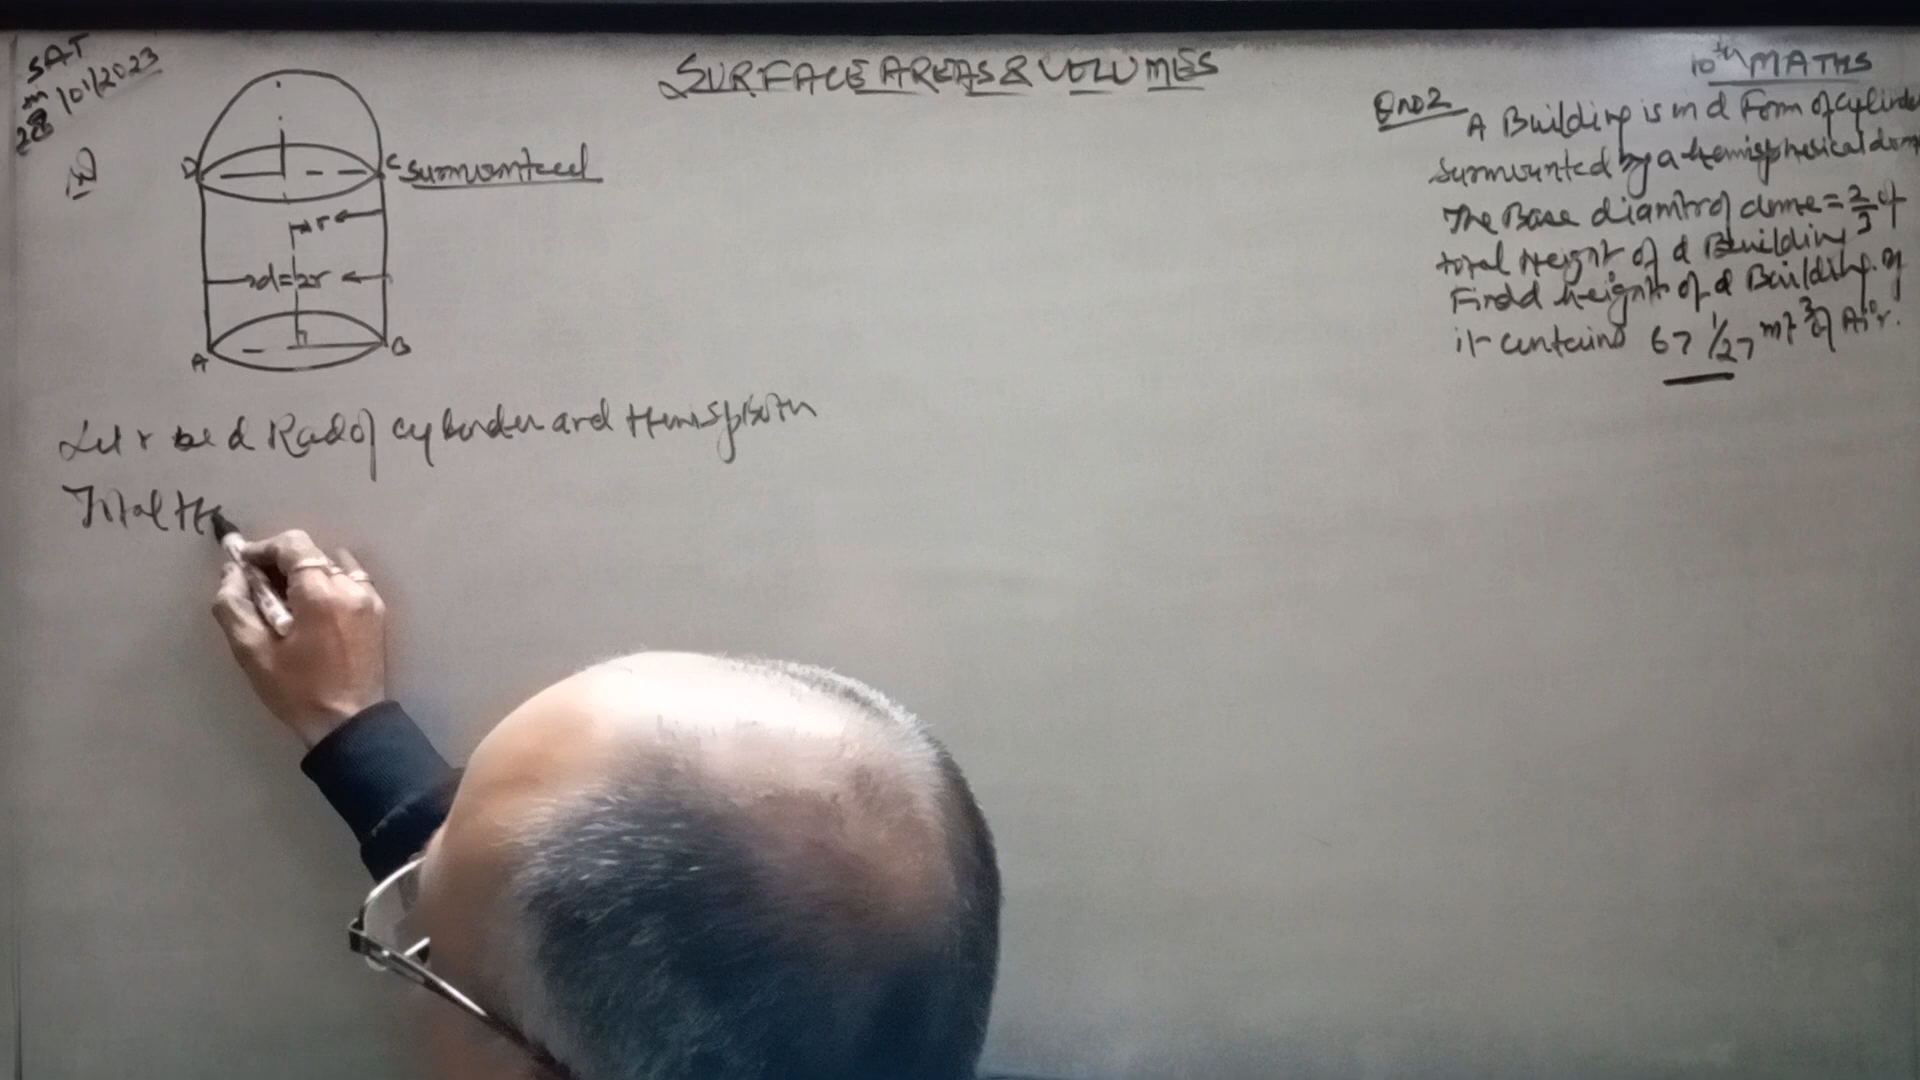 SAT
28/10/2023
SURFACE AREAS & VOLUMES
10th MATHS
Qno2 A Building is in d Form of cylinder
surmounted by a Hemispherical dome
The Base diamtr of dome = 2/3 of
total Height of d Building
Find height of d Building if
it contains 67 1/27 mt³ of Air.
D
C
surmounted
r
d=2r
A
B
Let r be d Rad of cylinder and
Total He